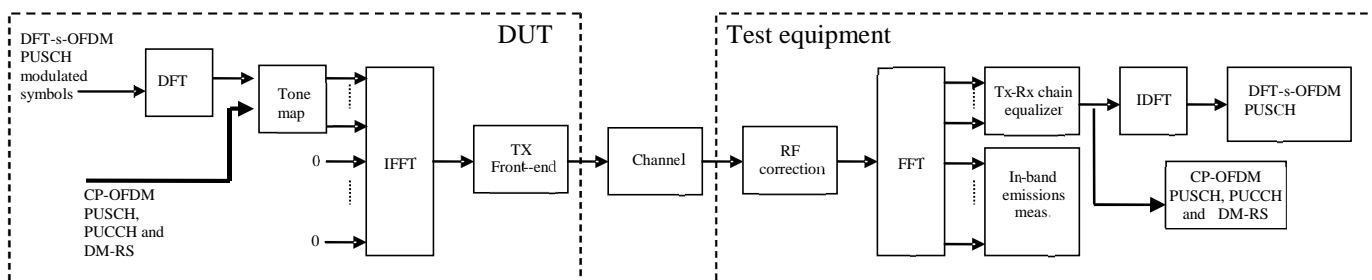 DUT
Test equipment
DFT-s-OFDM
PUSCH
modulated
symbols
DFT
Tone
map
CP-OFDM
PUSCH,
PUCCH and
DM-RS
0
0
IFFT
TX
Front-end
Channel
RF
correction
FFT
Tx-Rx chain
equalizer
In-band
emissions
meas.
IDFT
DFT-s-OFDM
PUSCH
CP-OFDM
PUSCH, PUCCH
and DM-RS